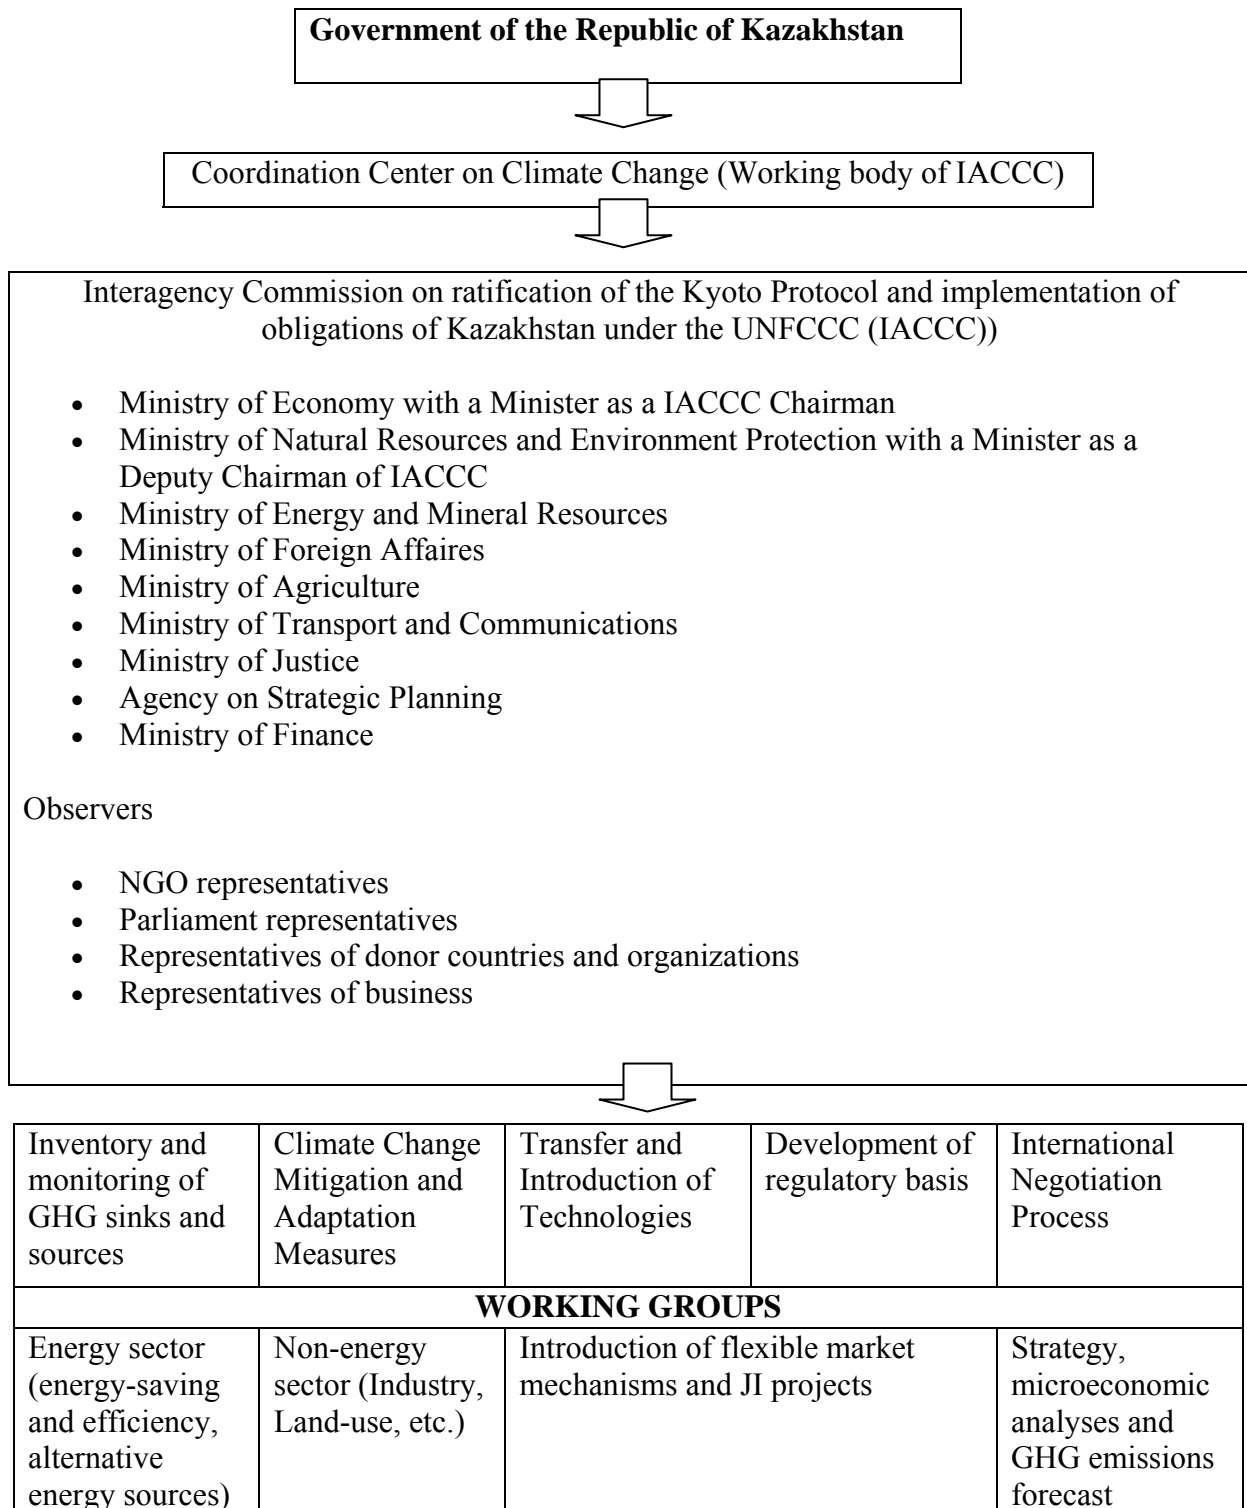 Government of the Republic of Kazakhstan
Coordination Center on Climate Change (Working body of IACCC)
Interagency Commission on ratification of the Kyoto Protocol and implementation of
obligations of Kazakhstan under the UNFCCC (IACCC))
• Ministry of Economy with a Minister as a IACCC Chairman
• Ministry of Natural Resources and Environment Protection with a Minister as a
Deputy Chairman of IACCC
• Ministry of Energy and Mineral Resources
• Ministry of Foreign Affaires
• Ministry of Agriculture
• Ministry of Transport and Communications
• Ministry of Justice
• Agency on Strategic Planning
• Ministry of Finance
Observers
• NGO representatives
• Parliament representatives
• Representatives of donor countries and organizations
• Representatives of business
Inventory and
monitoring of
GHG sinks and
sources
Climate Change
Mitigation and
Adaptation
Measures
Transfer and
Introduction of
Technologies
Development of
regulatory basis
International
Negotiation
Process
WORKING GROUPS
Energy sector
(energy-saving
and efficiency,
alternative
energy sources)
Non-energy
sector (Industry,
Land-use, etc.)
Introduction of flexible market
mechanisms and JI projects
Strategy,
microeconomic
analyses and
GHG emissions
forecast